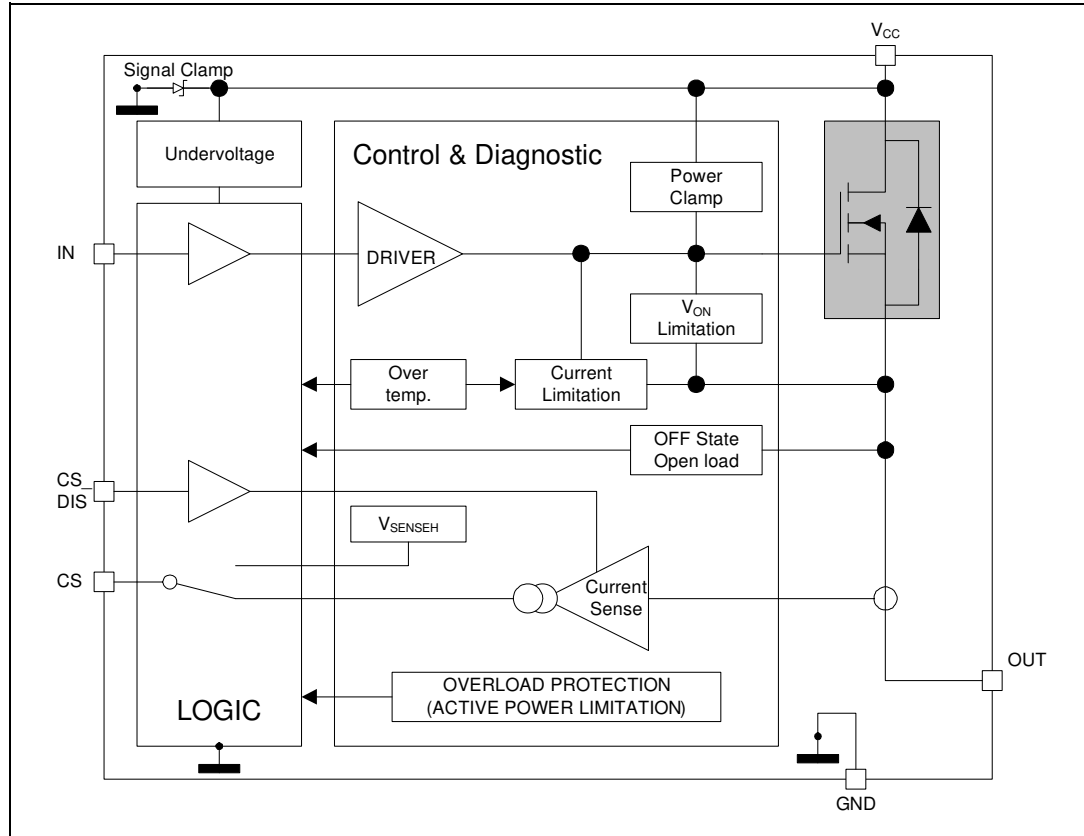 VCC
Signal Clamp
Undervoltage
Control & Diagnostic
Power
Clamp
IN
DRIVER
VON
Limitation
Over
temp.
Current
Limitation
OFF State
Open load
CS_
DIS
VSENSEH
CS
Current
Sense
OUT
OVERLOAD PROTECTION
(ACTIVE POWER LIMITATION)
LOGIC
GND